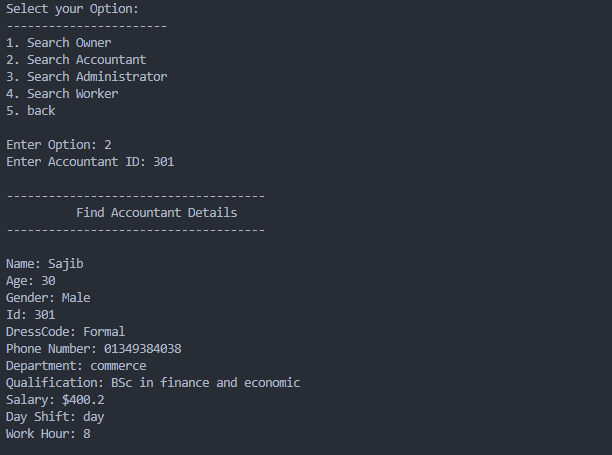 Select your Option:
-----------------------
1. Search Owner
2. Search Accountant
3. Search Administrator
4. Search Worker
5. back
Enter Option: 2
Enter Accountant ID: 301
-------------------------------------
Find Accountant Details
-------------------------------------
Name: Sajib
Age: 30
Gender: Male
Id: 301
DressCode: Formal
Phone Number: 01349384038
Department: commerce
Qualification: BSc in finance and economic
Salary: $400.2
Day Shift: day
Work Hour: 8